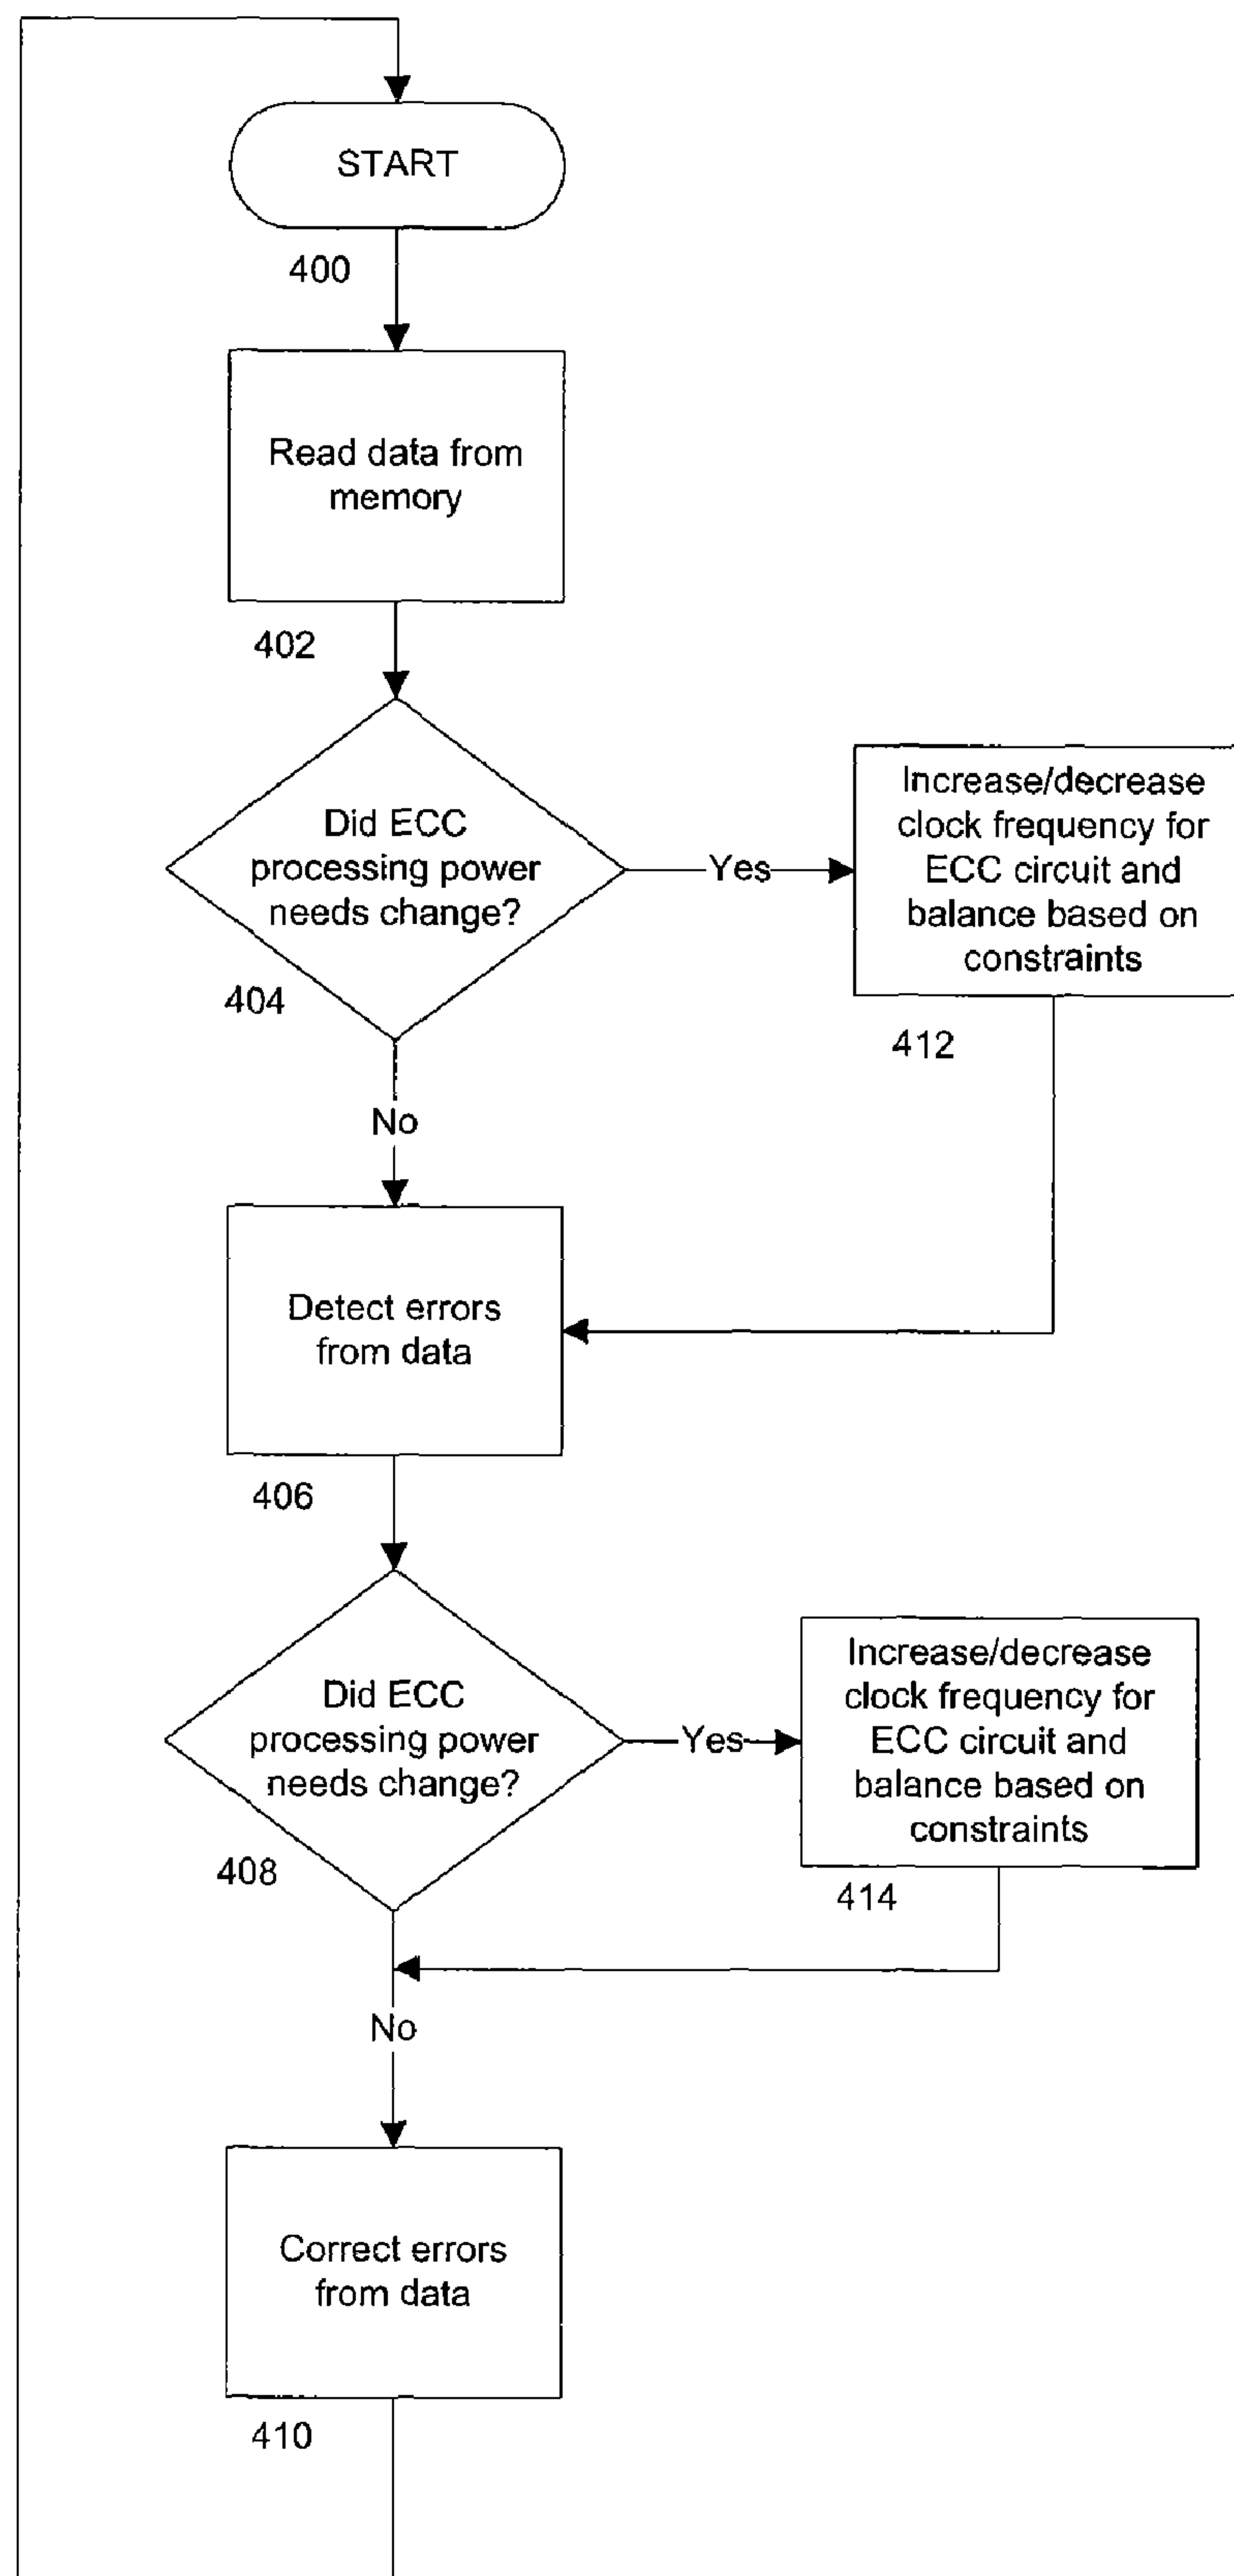 START
400
Read data from
memory
402
Did ECC
processing power
needs change?
404
Yes
Increase/decrease
clock frequency for
ECC circuit and
balance based on
constraints
412
No
Detect errors
from data
406
Did ECC
processing power
needs change?
408
Yes
Increase/decrease
clock frequency for
ECC circuit and
balance based on
constraints
414
No
Correct errors
from data
410